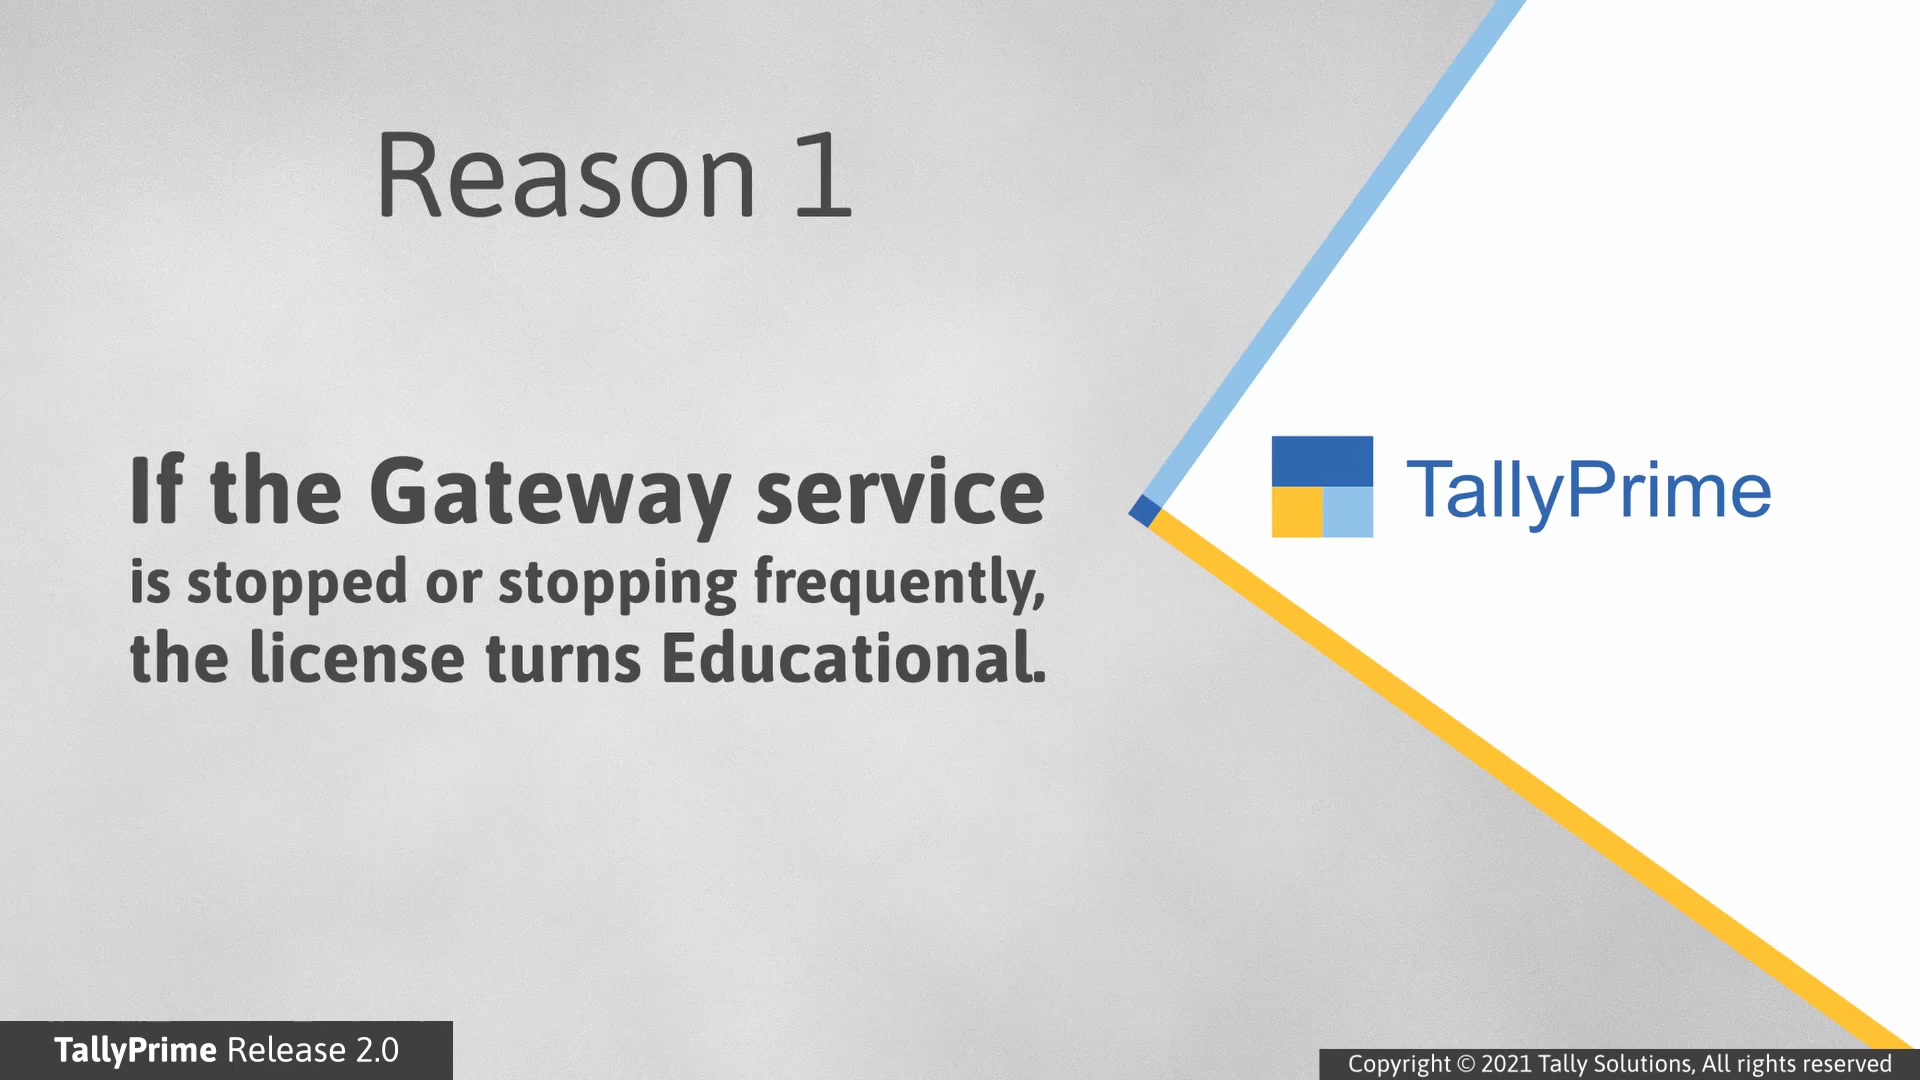 Reason 1
If the Gateway service
is stopped or stopping frequently,
the license turns Educational.
TallyPrime
TallyPrime Release 2.0
Copyright © 2021 Tally Solutions, All rights reserved